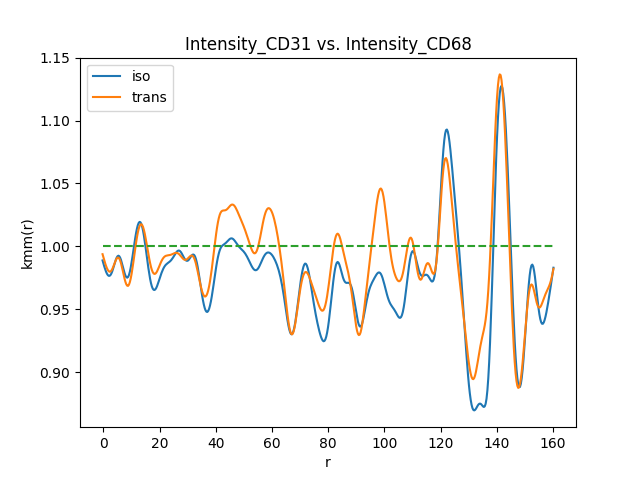 Intensity_CD31 vs. Intensity_CD68
iso
trans
1.15
1.10
1.05
1.00
0.95
0.90
kmm(r)
0 20 40 60 80 100 120 140 160
r